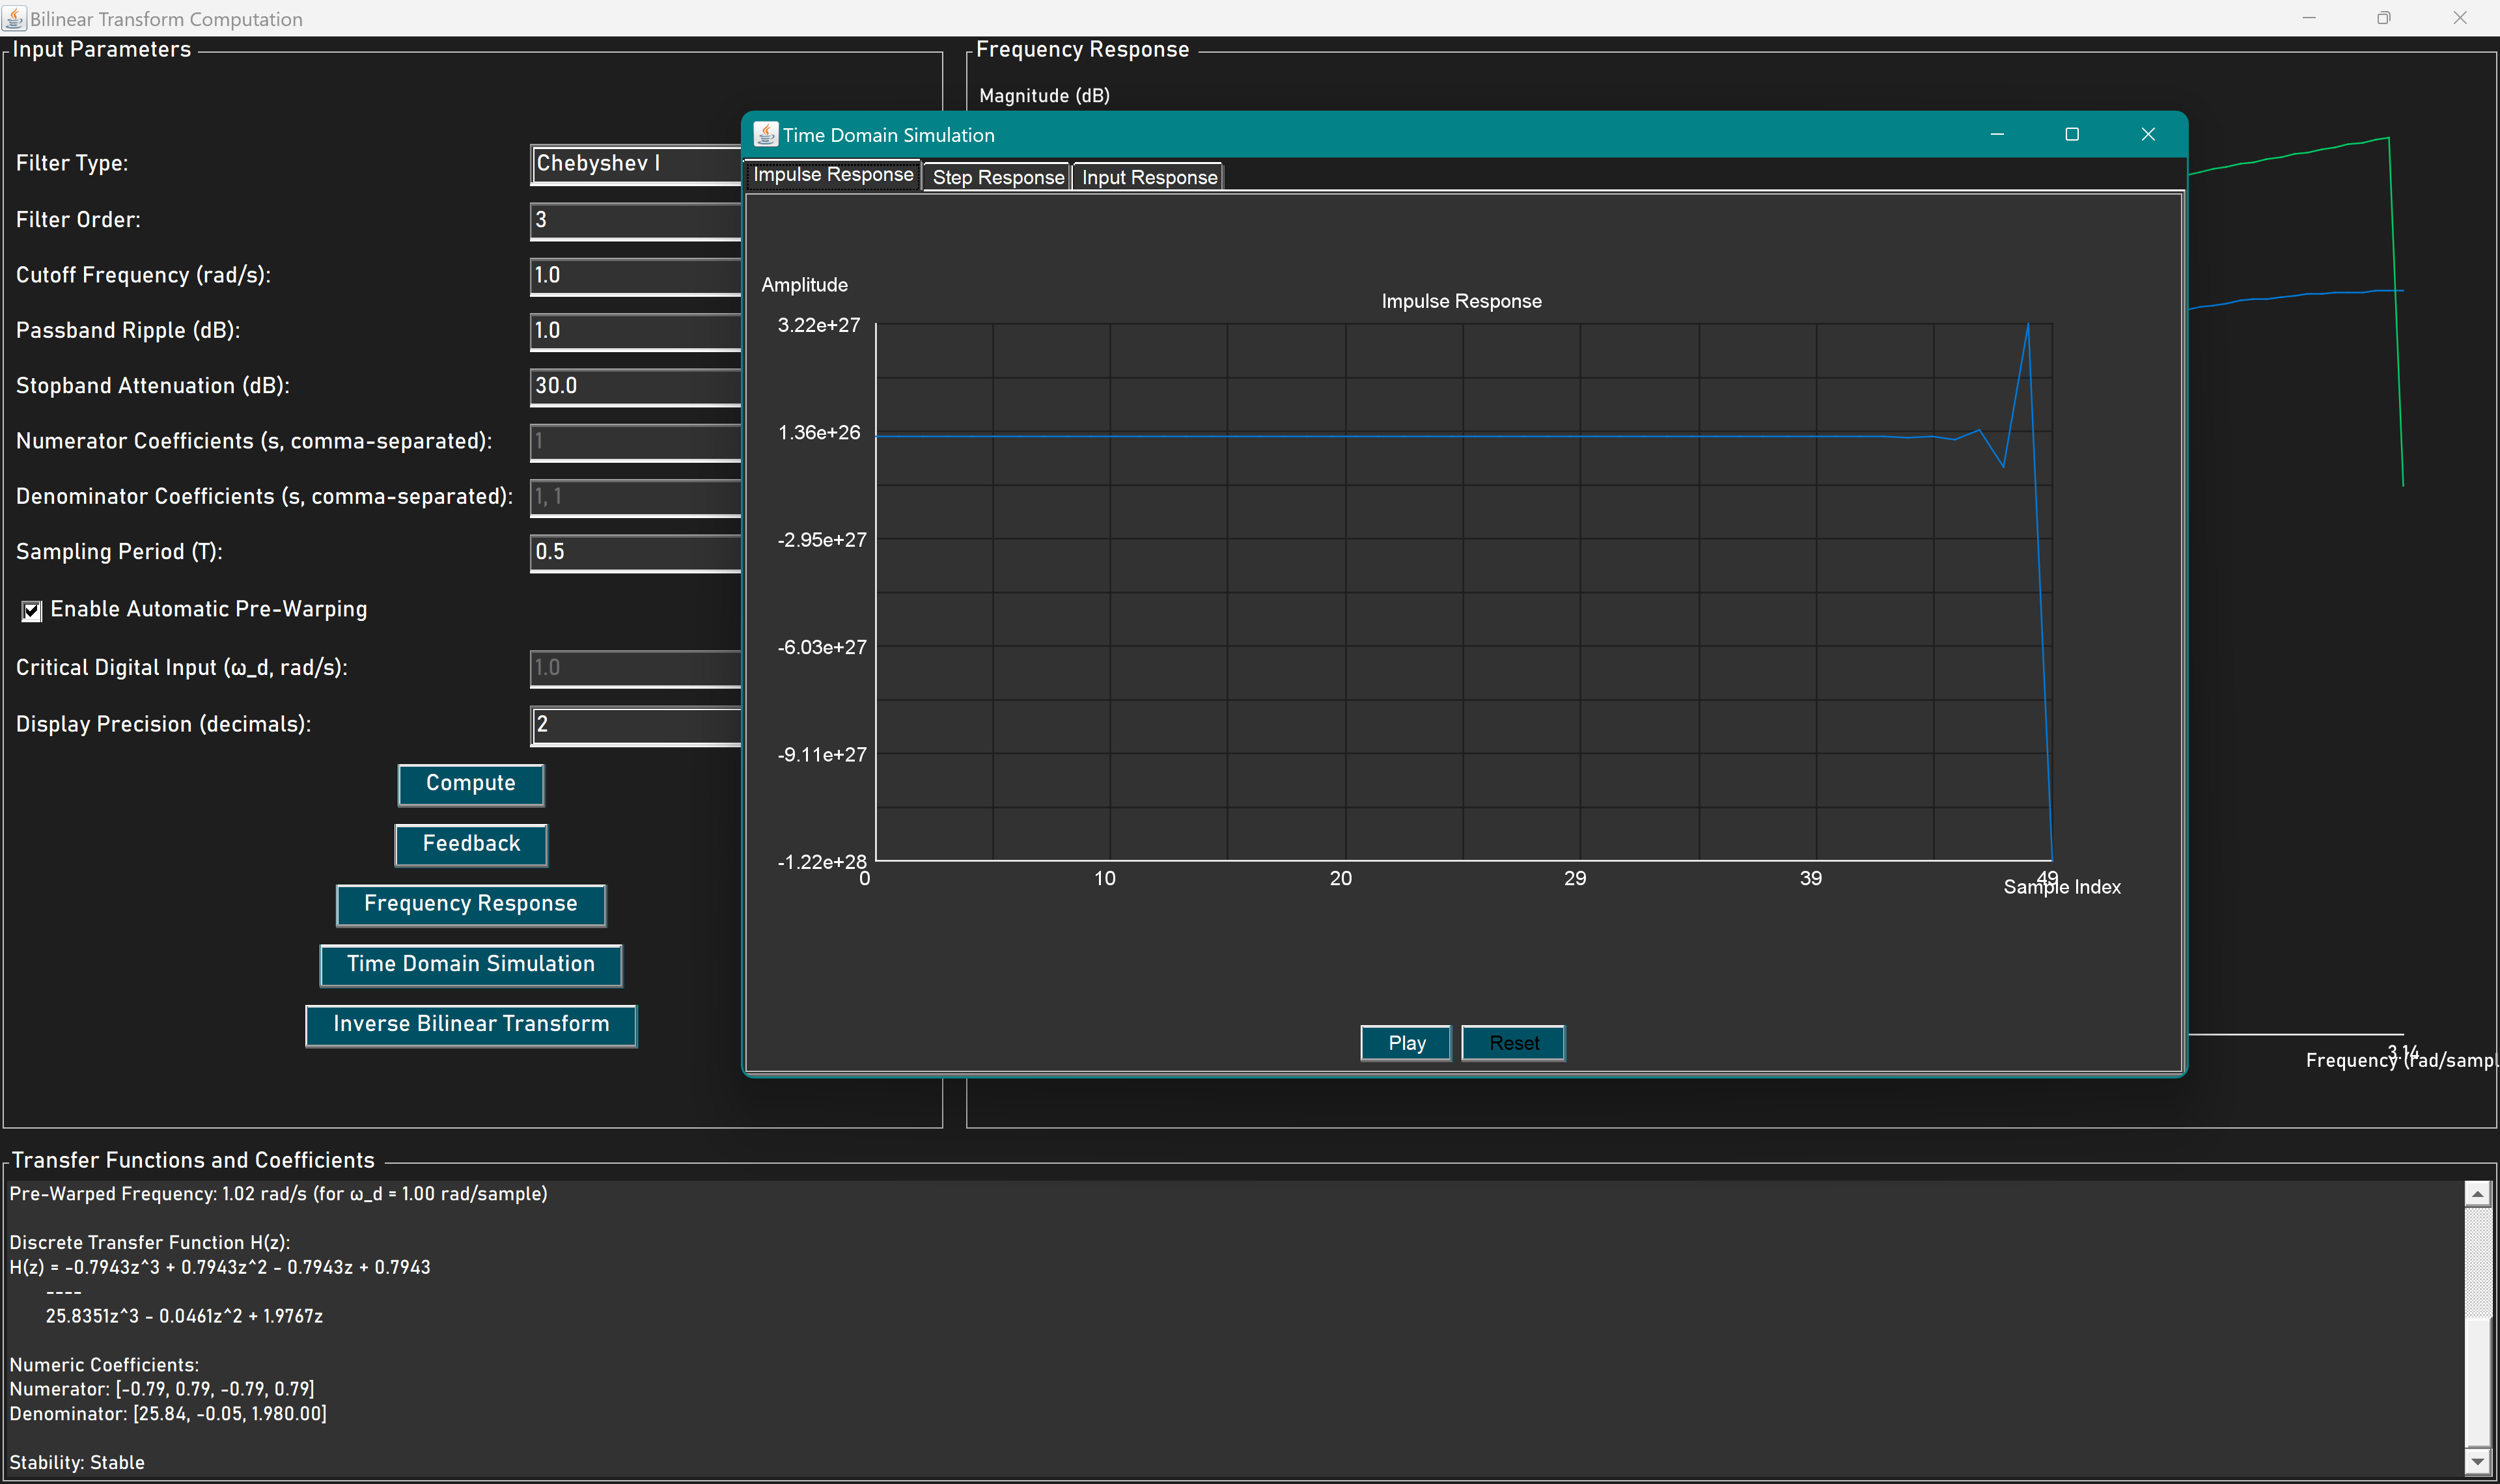 Bilinear Transform Computation
Input Parameters
Filter Type:
Chebyshev I
Filter Order:
3
Cutoff Frequency (rad/s):
1.0
Passband Ripple (dB):
1.0
Stopband Attenuation (dB):
30.0
Numerator Coefficients (s, comma-separated):
1
Denominator Coefficients (s, comma-separated):
1, 1
Sampling Period (T):
0.5
Enable Automatic Pre-Warping
Critical Digital Input (ω_d, rad/s):
1.0
Display Precision (decimals):
2
Compute
Feedback
Frequency Response
Time Domain Simulation
Inverse Bilinear Transform
Frequency Response
Magnitude (dB)
3.14
Frequency (rad/sampl
Time Domain Simulation
Impulse Response
Step Response
Input Response
Amplitude
Impulse Response
3.22e+27
1.36e+26
-2.95e+27
-6.03e+27
-9.11e+27
-1.22e+28
0
10
20
29
39
49
Sample Index
Play
Reset
Transfer Functions and Coefficients
Pre-Warped Frequency: 1.02 rad/s (for ω_d = 1.00 rad/sample)
Discrete Transfer Function H(z):
H(z) = -0.7943z^3 + 0.7943z^2 - 0.7943z + 0.7943
----
25.8351z^3 - 0.0461z^2 + 1.9767z
Numeric Coefficients:
Numerator: [-0.79, 0.79, -0.79, 0.79]
Denominator: [25.84, -0.05, 1.980.00]
Stability: Stable